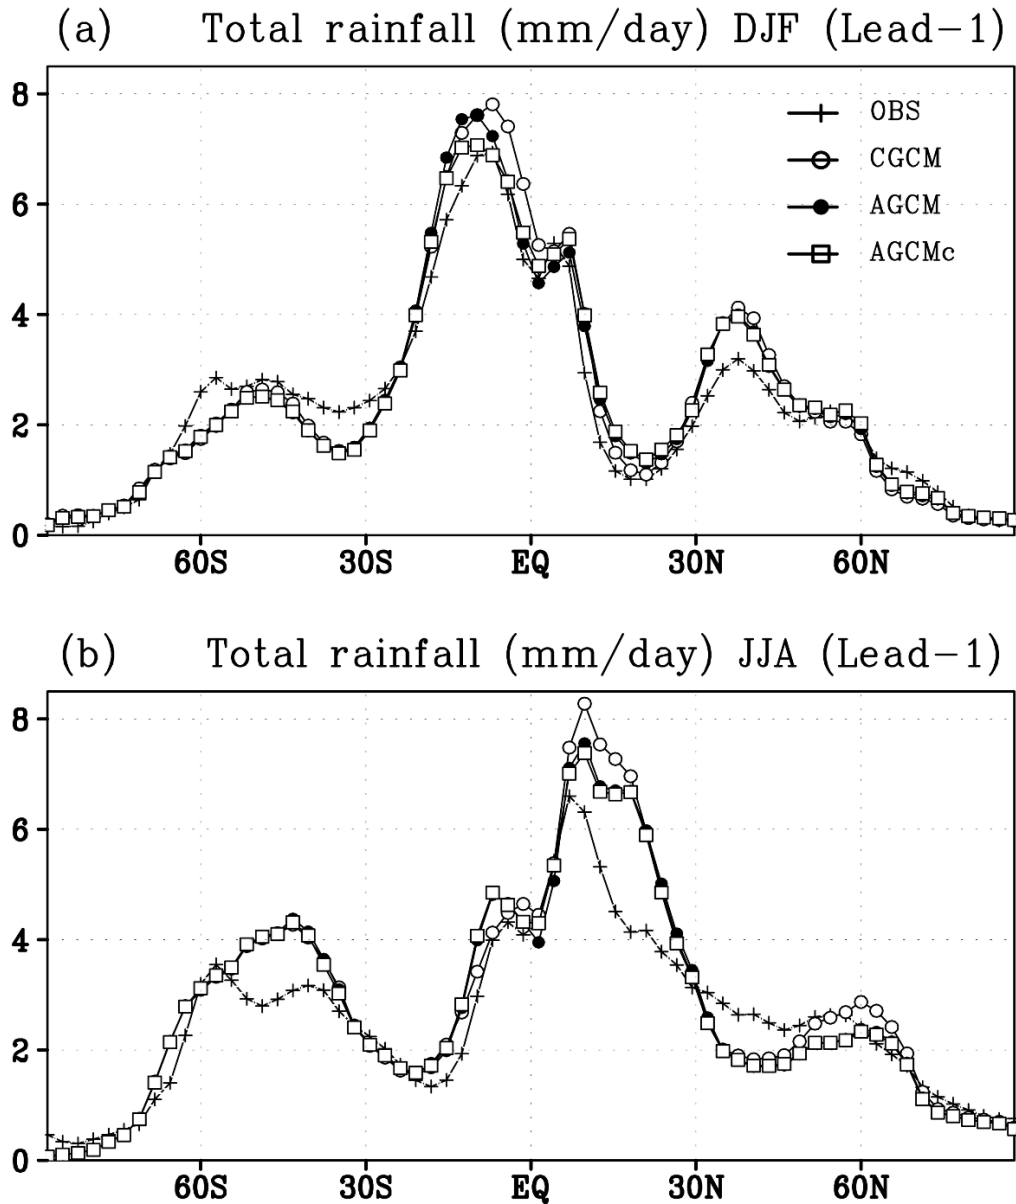 (a) Total rainfall (mm/day) DJF (Lead-1)
8
6
4
2
0
OBS
CGCM
AGCM
AGCMc
60S 30S EQ 30N 60N
(b) Total rainfall (mm/day) JJA (Lead-1)
8
6
4
2
0
60S 30S EQ 30N 60N